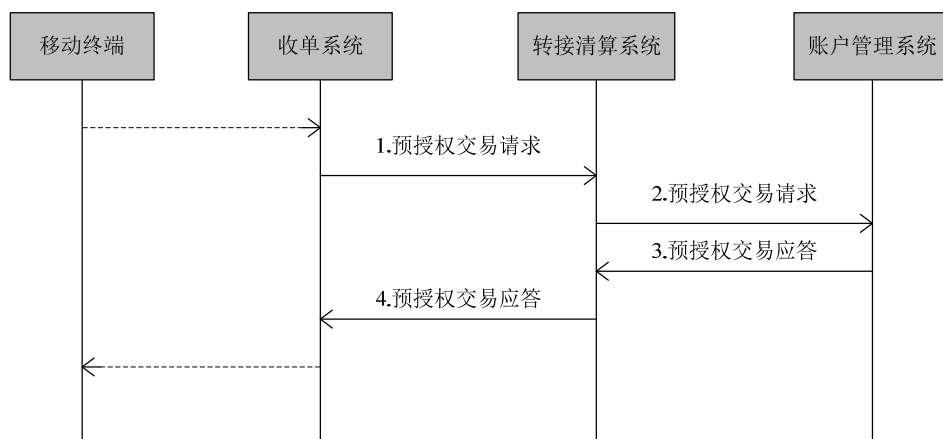 移动终端
收单系统
转接清算系统
账户管理系统
1.预授权交易请求
2.预授权交易请求
3.预授权交易应答
4.预授权交易应答